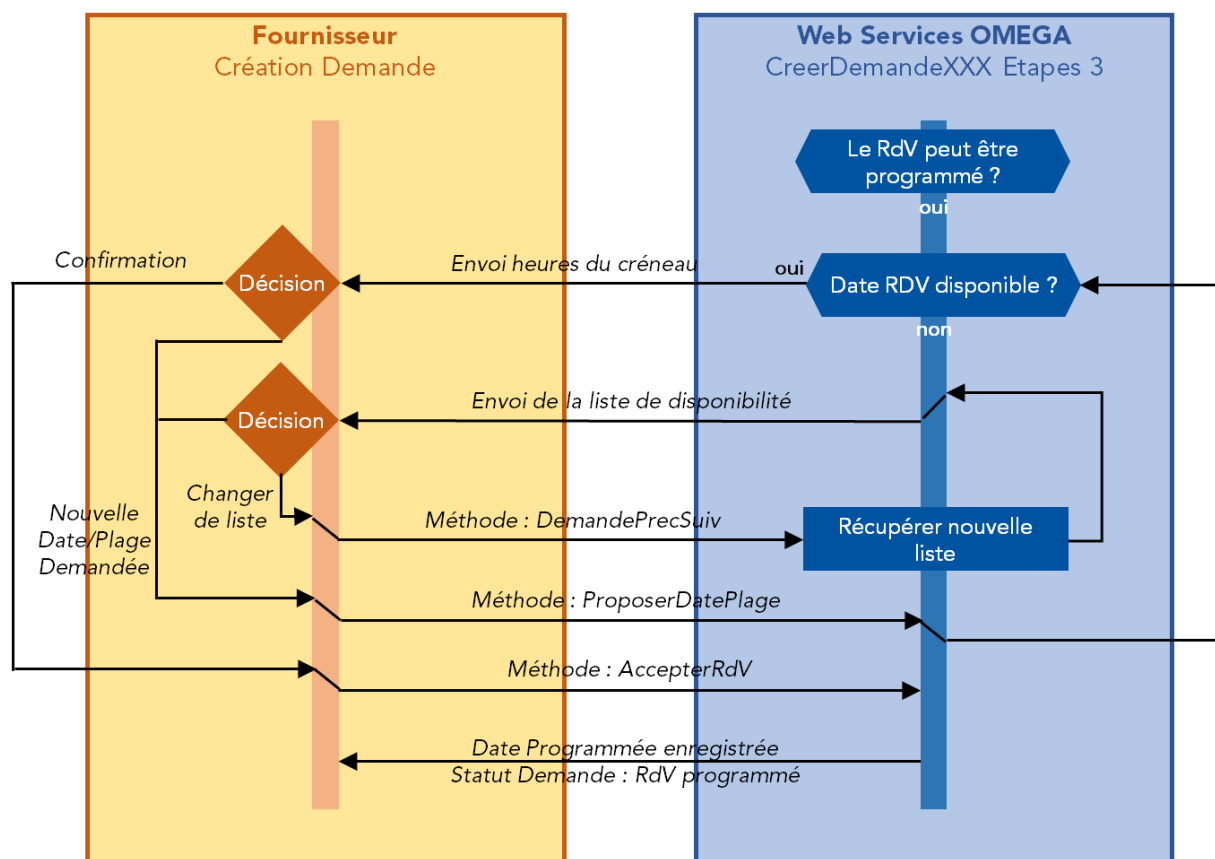 Fournisseur
Création Demande
Web Services OMEGA
CreerDemandeXXX Etapes 3
Le RdV peut être
programmé ?
oui
Confirmation
Décision
Envoi heures du créneau
oui
Date RDV disponible ?
non
Décision
Envoi de la liste de disponibilité
Changer
de liste
Nouvelle
Date/Plage
Demandée
Méthode : DemandePrecSuiv
Récupérer nouvelle
liste
Méthode : ProposerDatePlage
Méthode : AccepterRdV
Date Programmée enregistrée
Statut Demande : RdV programmé